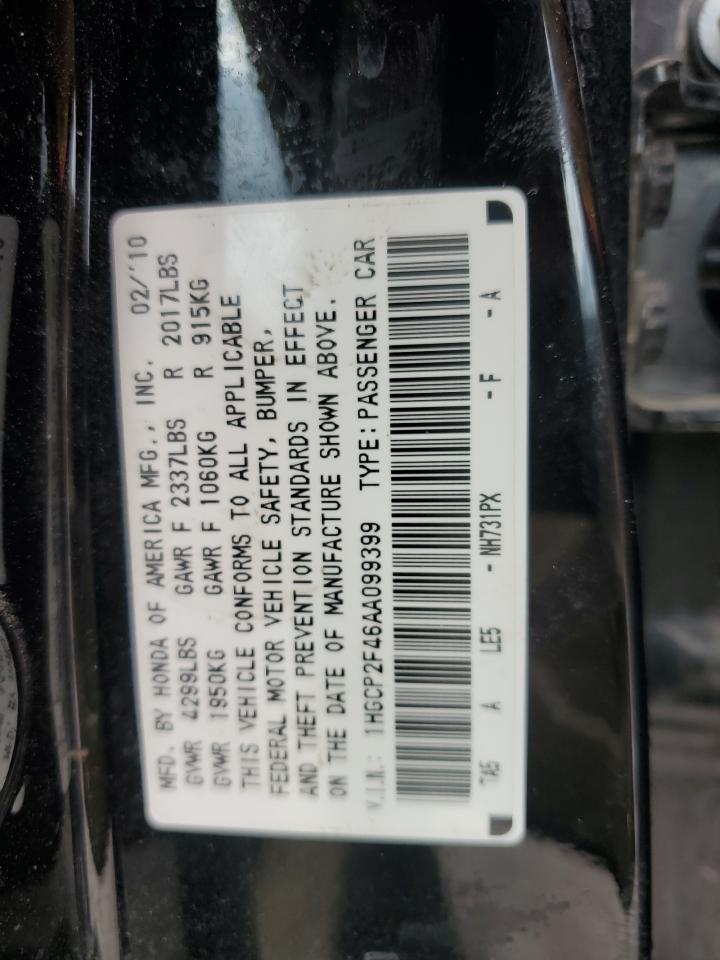 MFD. BY HONDA OF AMERICA MFG., INC. 02/'10
GVWR 4299LBS GAWR F 2337LBS R 2017LBS
GVWR 1950KG GAWR F 1060KG R 915KG
THIS VEHICLE CONFORMS TO ALL APPLICABLE
FEDERAL MOTOR VEHICLE SAFETY, BUMPER,
AND THEFT PREVENTION STANDARDS IN EFFECT
ON THE DATE OF MANUFACTURE SHOWN ABOVE.
V.I.N.: 1HGCP2F46AA099399 TYPE: PASSENGER CAR
TA5 A LE5 - NH731PX - F - A